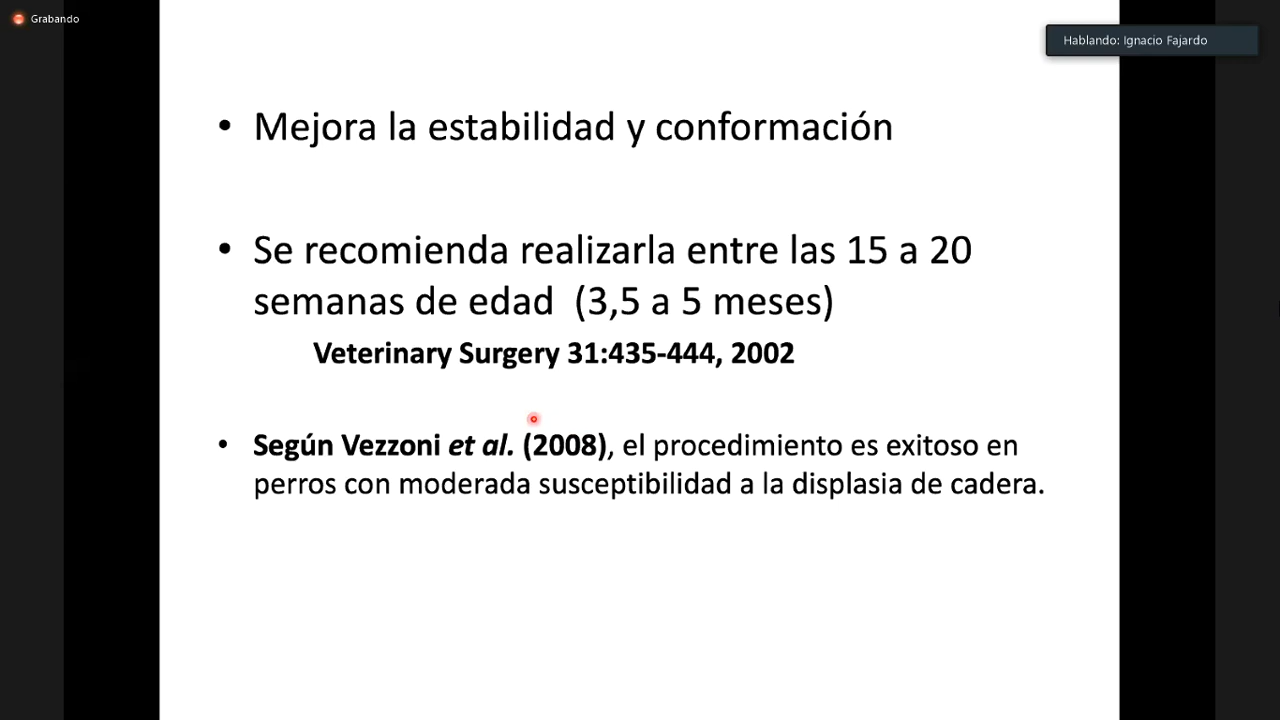 Grabando
Hablando: Ignacio Fajardo
• Mejora la estabilidad y conformación
• Se recomienda realizarla entre las 15 a 20
semanas de edad (3,5 a 5 meses)
Veterinary Surgery 31:435-444, 2002
• Según Vezzoni et al. (2008), el procedimiento es exitoso en
perros con moderada susceptibilidad a la displasia de cadera.